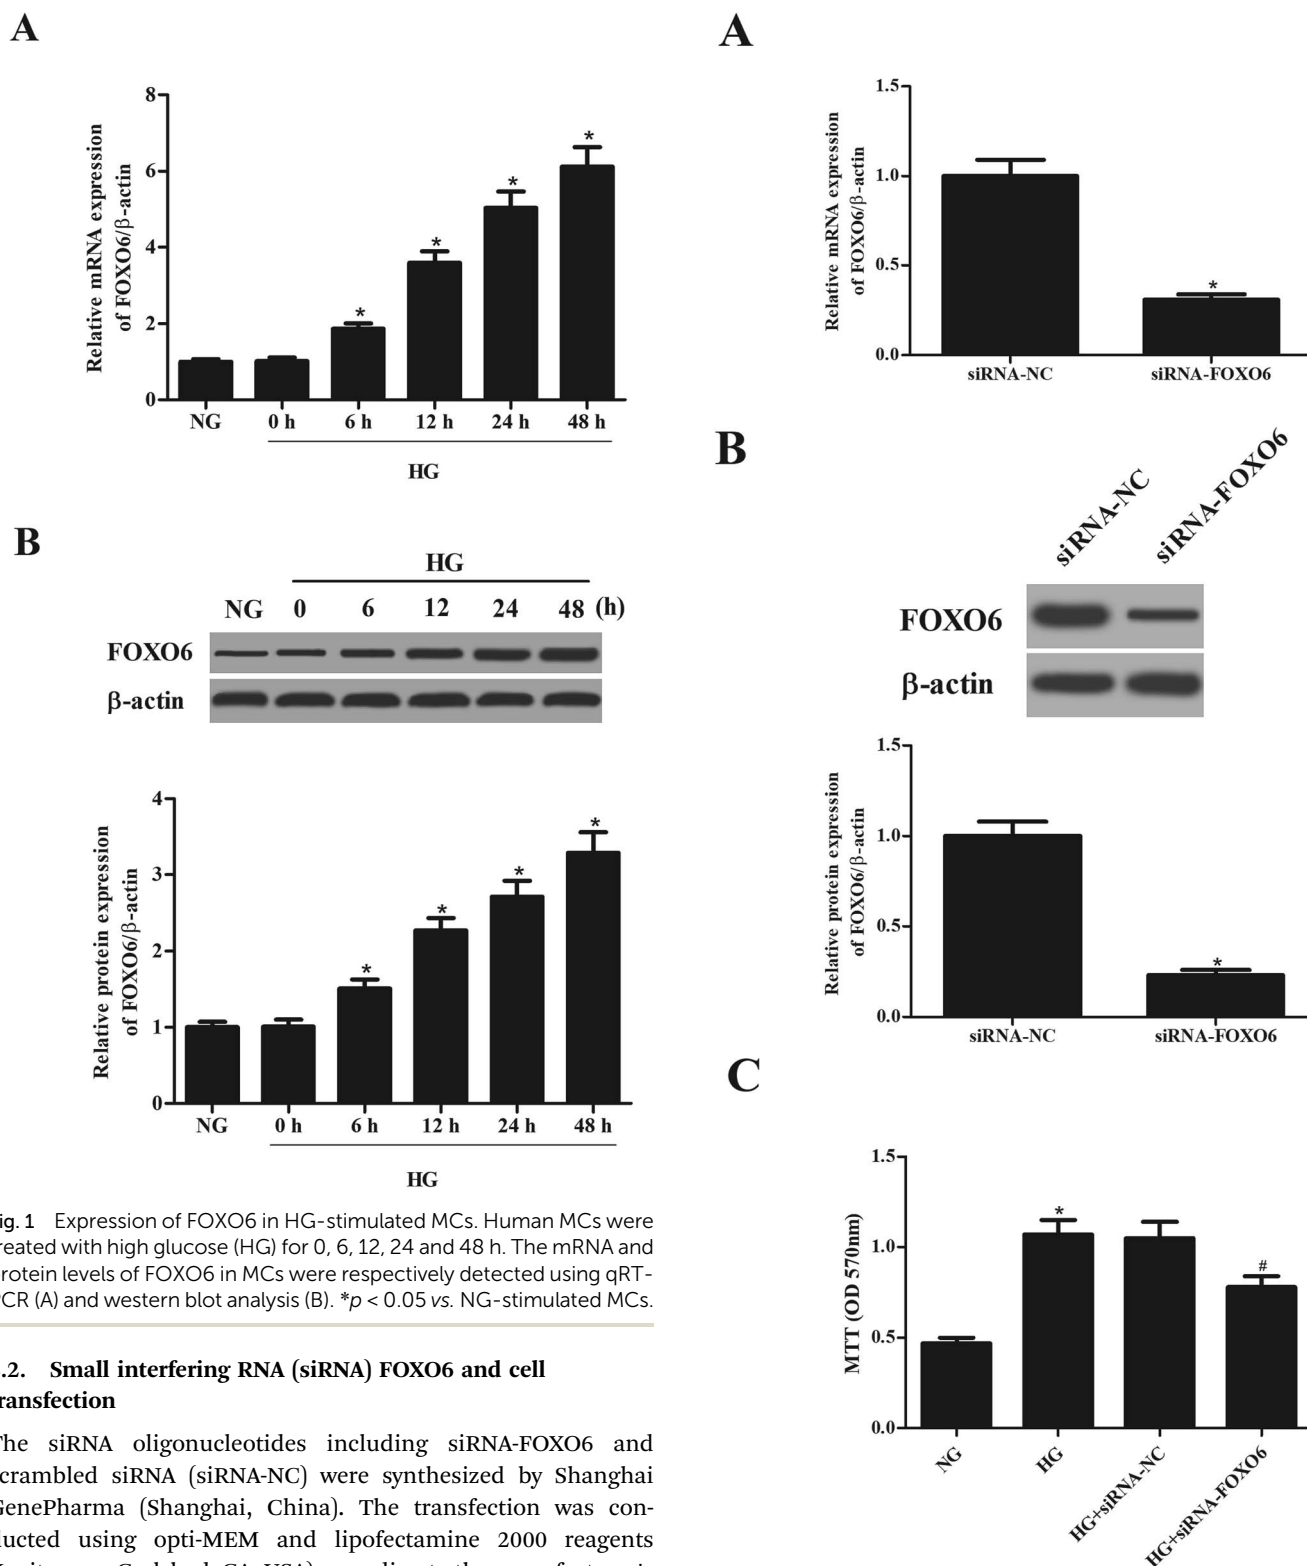 A
8
6
4
2
0
Relative mRNA expression
of FOXO6/β-actin
*
*
*
*
NG
0 h
6 h
12 h
24 h
48 h
HG
B
HG
NG 0 6 12 24 48 (h)
FOXO6
β-actin
4
3
2
1
0
Relative protein expression
of FOXO6/β-actin
*
*
*
*
NG
0 h
6 h
12 h
24 h
48 h
HG
ig. 1 Expression of FOXO6 in HG-stimulated MCs. Human MCs were
reated with high glucose (HG) for 0, 6, 12, 24 and 48 h. The mRNA and
rotein levels of FOXO6 in MCs were respectively detected using qRT-
PCR (A) and western blot analysis (B). *p < 0.05 vs. NG-stimulated MCs.
.2. Small interfering RNA (siRNA) FOXO6 and cell
ransfection
The siRNA oligonucleotides including siRNA-FOXO6 and
crambled siRNA (siRNA-NC) were synthesized by Shanghai
GenePharma (Shanghai, China). The transfection was con-
ducted using opti-MEM and lipofectamine 2000 reagents
A
1.5
1.0
0.5
0.0
Relative mRNA expression
of FOXO6/β-actin
*
siRNA-NC
siRNA-FOXO6
B
siRNA-NC
siRNA-FOXO6
FOXO6
β-actin
1.5
1.0
0.5
0.0
Relative protein expression
of FOXO6/β-actin
*
siRNA-NC
siRNA-FOXO6
C
1.5
1.0
0.5
0.0
MTT (OD 570nm)
*
#
NG
HG
HG+siRNA-NC
HG+siRNA-FOXO6